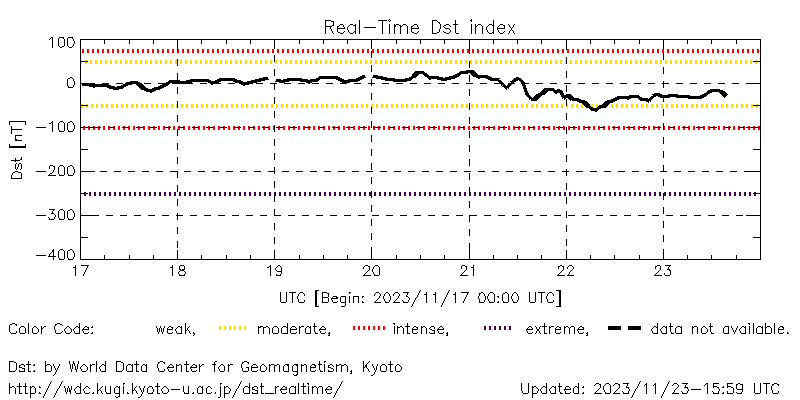 Real-Time Dst index
100
0
-100
-200
-300
-400
Dst [nT]
17 18 19 20 21 22 23
UTC [Begin: 2023/11/17 00:00 UTC]
Color Code: weak, moderate, intense, extreme, data not available.
Dst: by World Data Center for Geomagnetism, Kyoto
http://wdc.kugi.kyoto-u.ac.jp/dst_realtime/ Updated: 2023/11/23-15:59 UTC